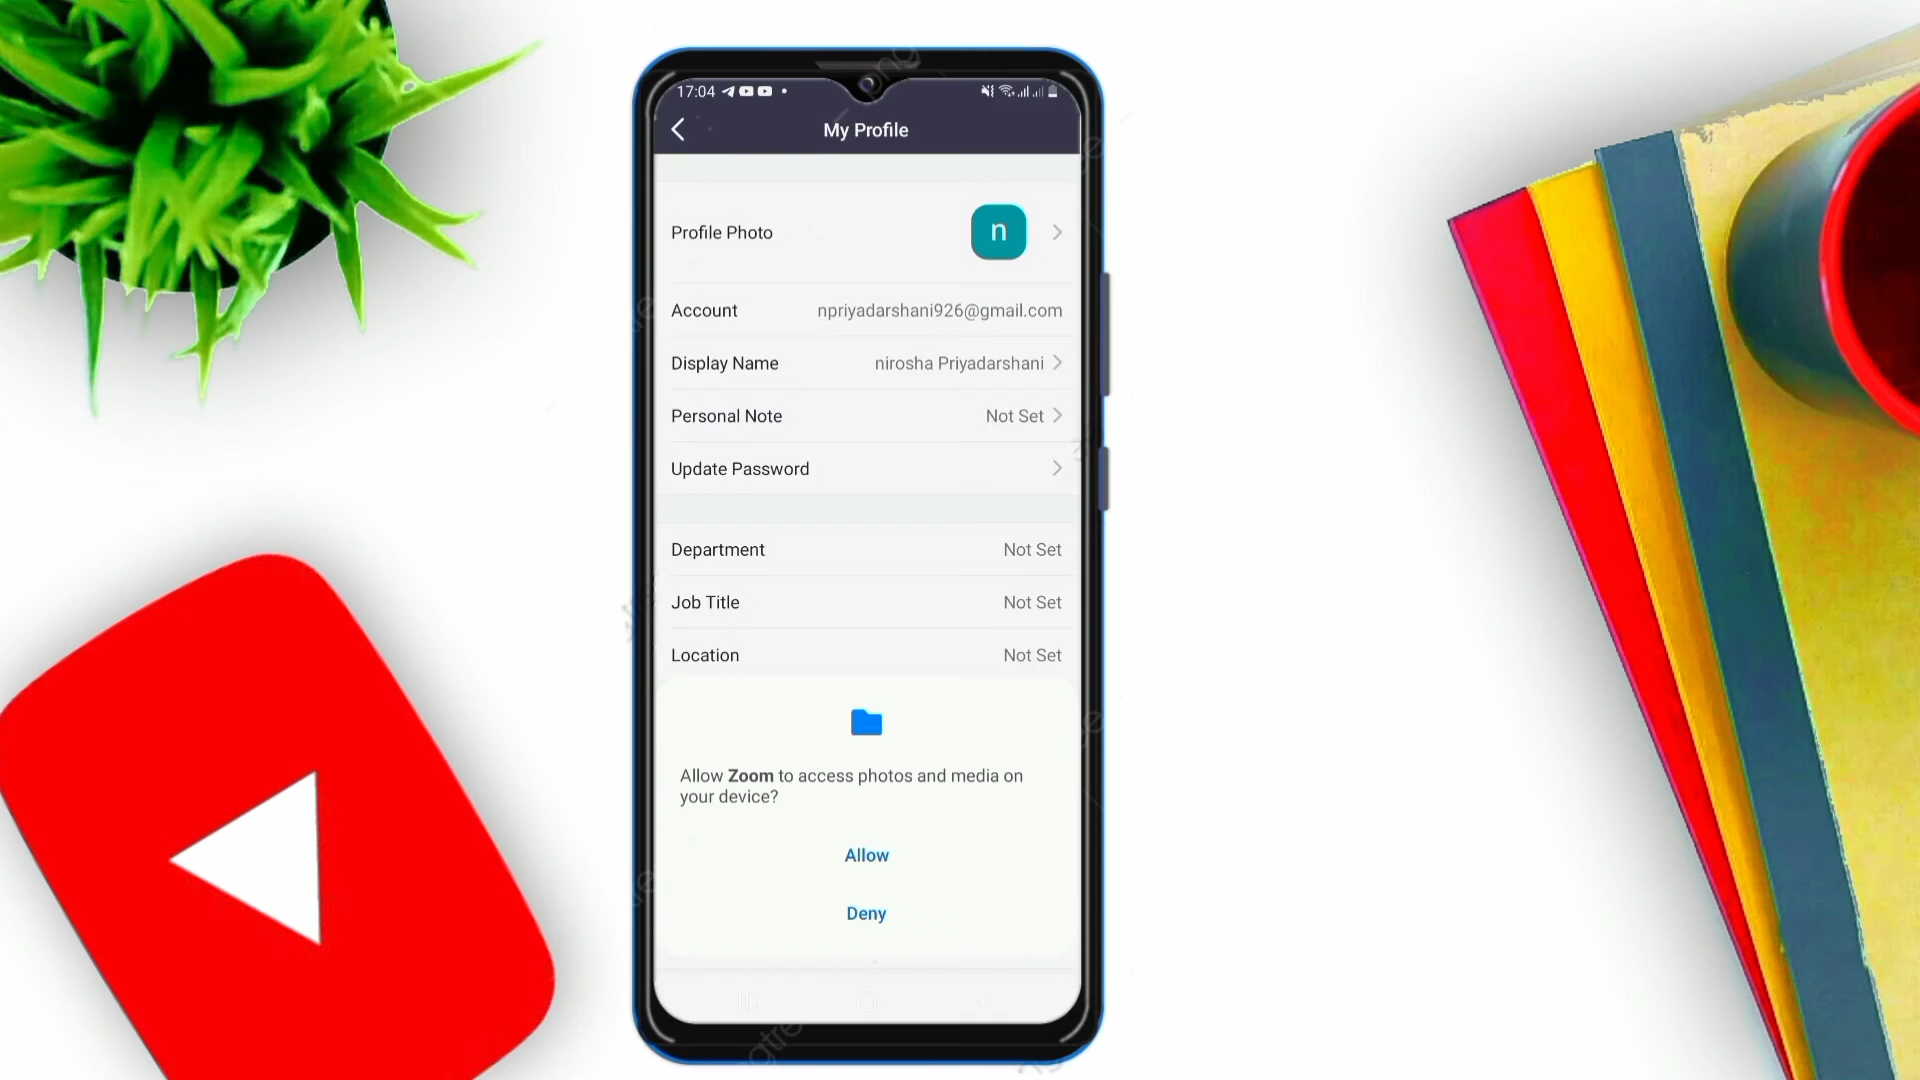 17:04
My Profile
Profile Photo
n
Account npriyadarshani926@gmail.com
Display Name nirosha Priyadarshani
Personal Note Not Set
Update Password
Department Not Set
Job Title Not Set
Location Not Set
Allow Zoom to access photos and media on
your device?
Allow
Deny